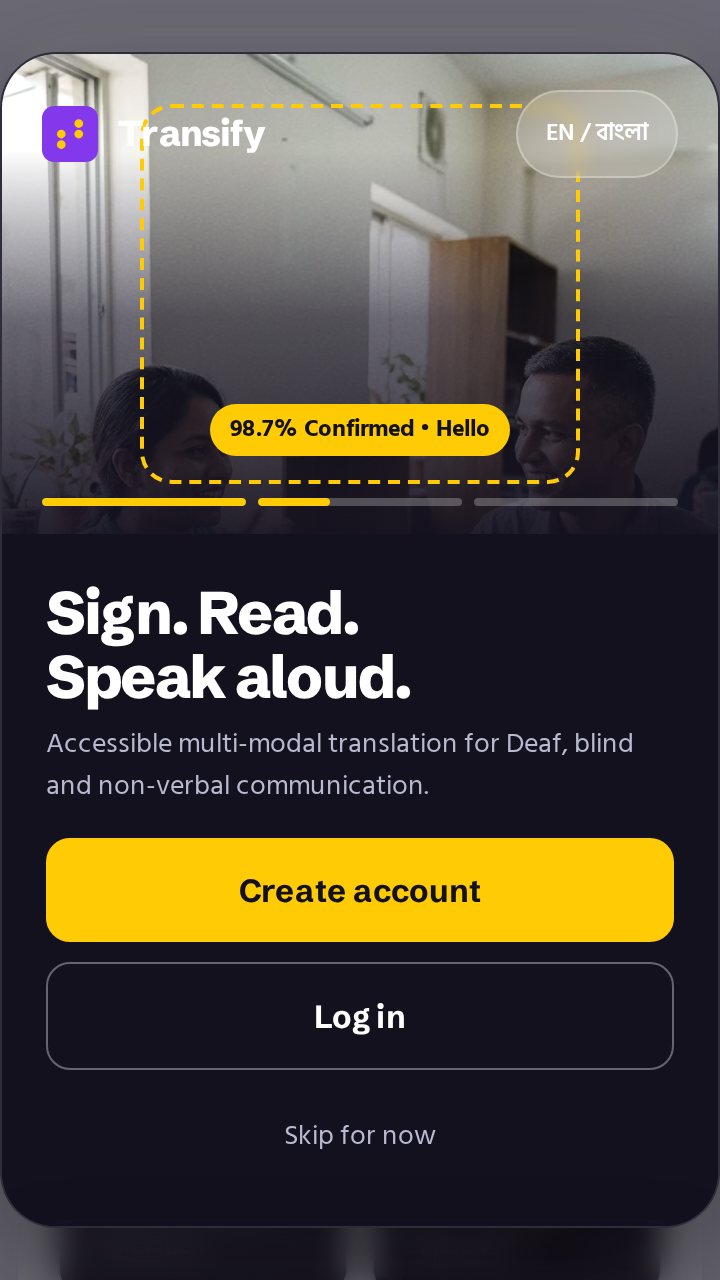 Transify
EN / বাংলা
98.7% Confirmed • Hello
Sign. Read.
Speak aloud.
Accessible multi-modal translation for Deaf, blind
and non-verbal communication.
Create account
Log in
Skip for now